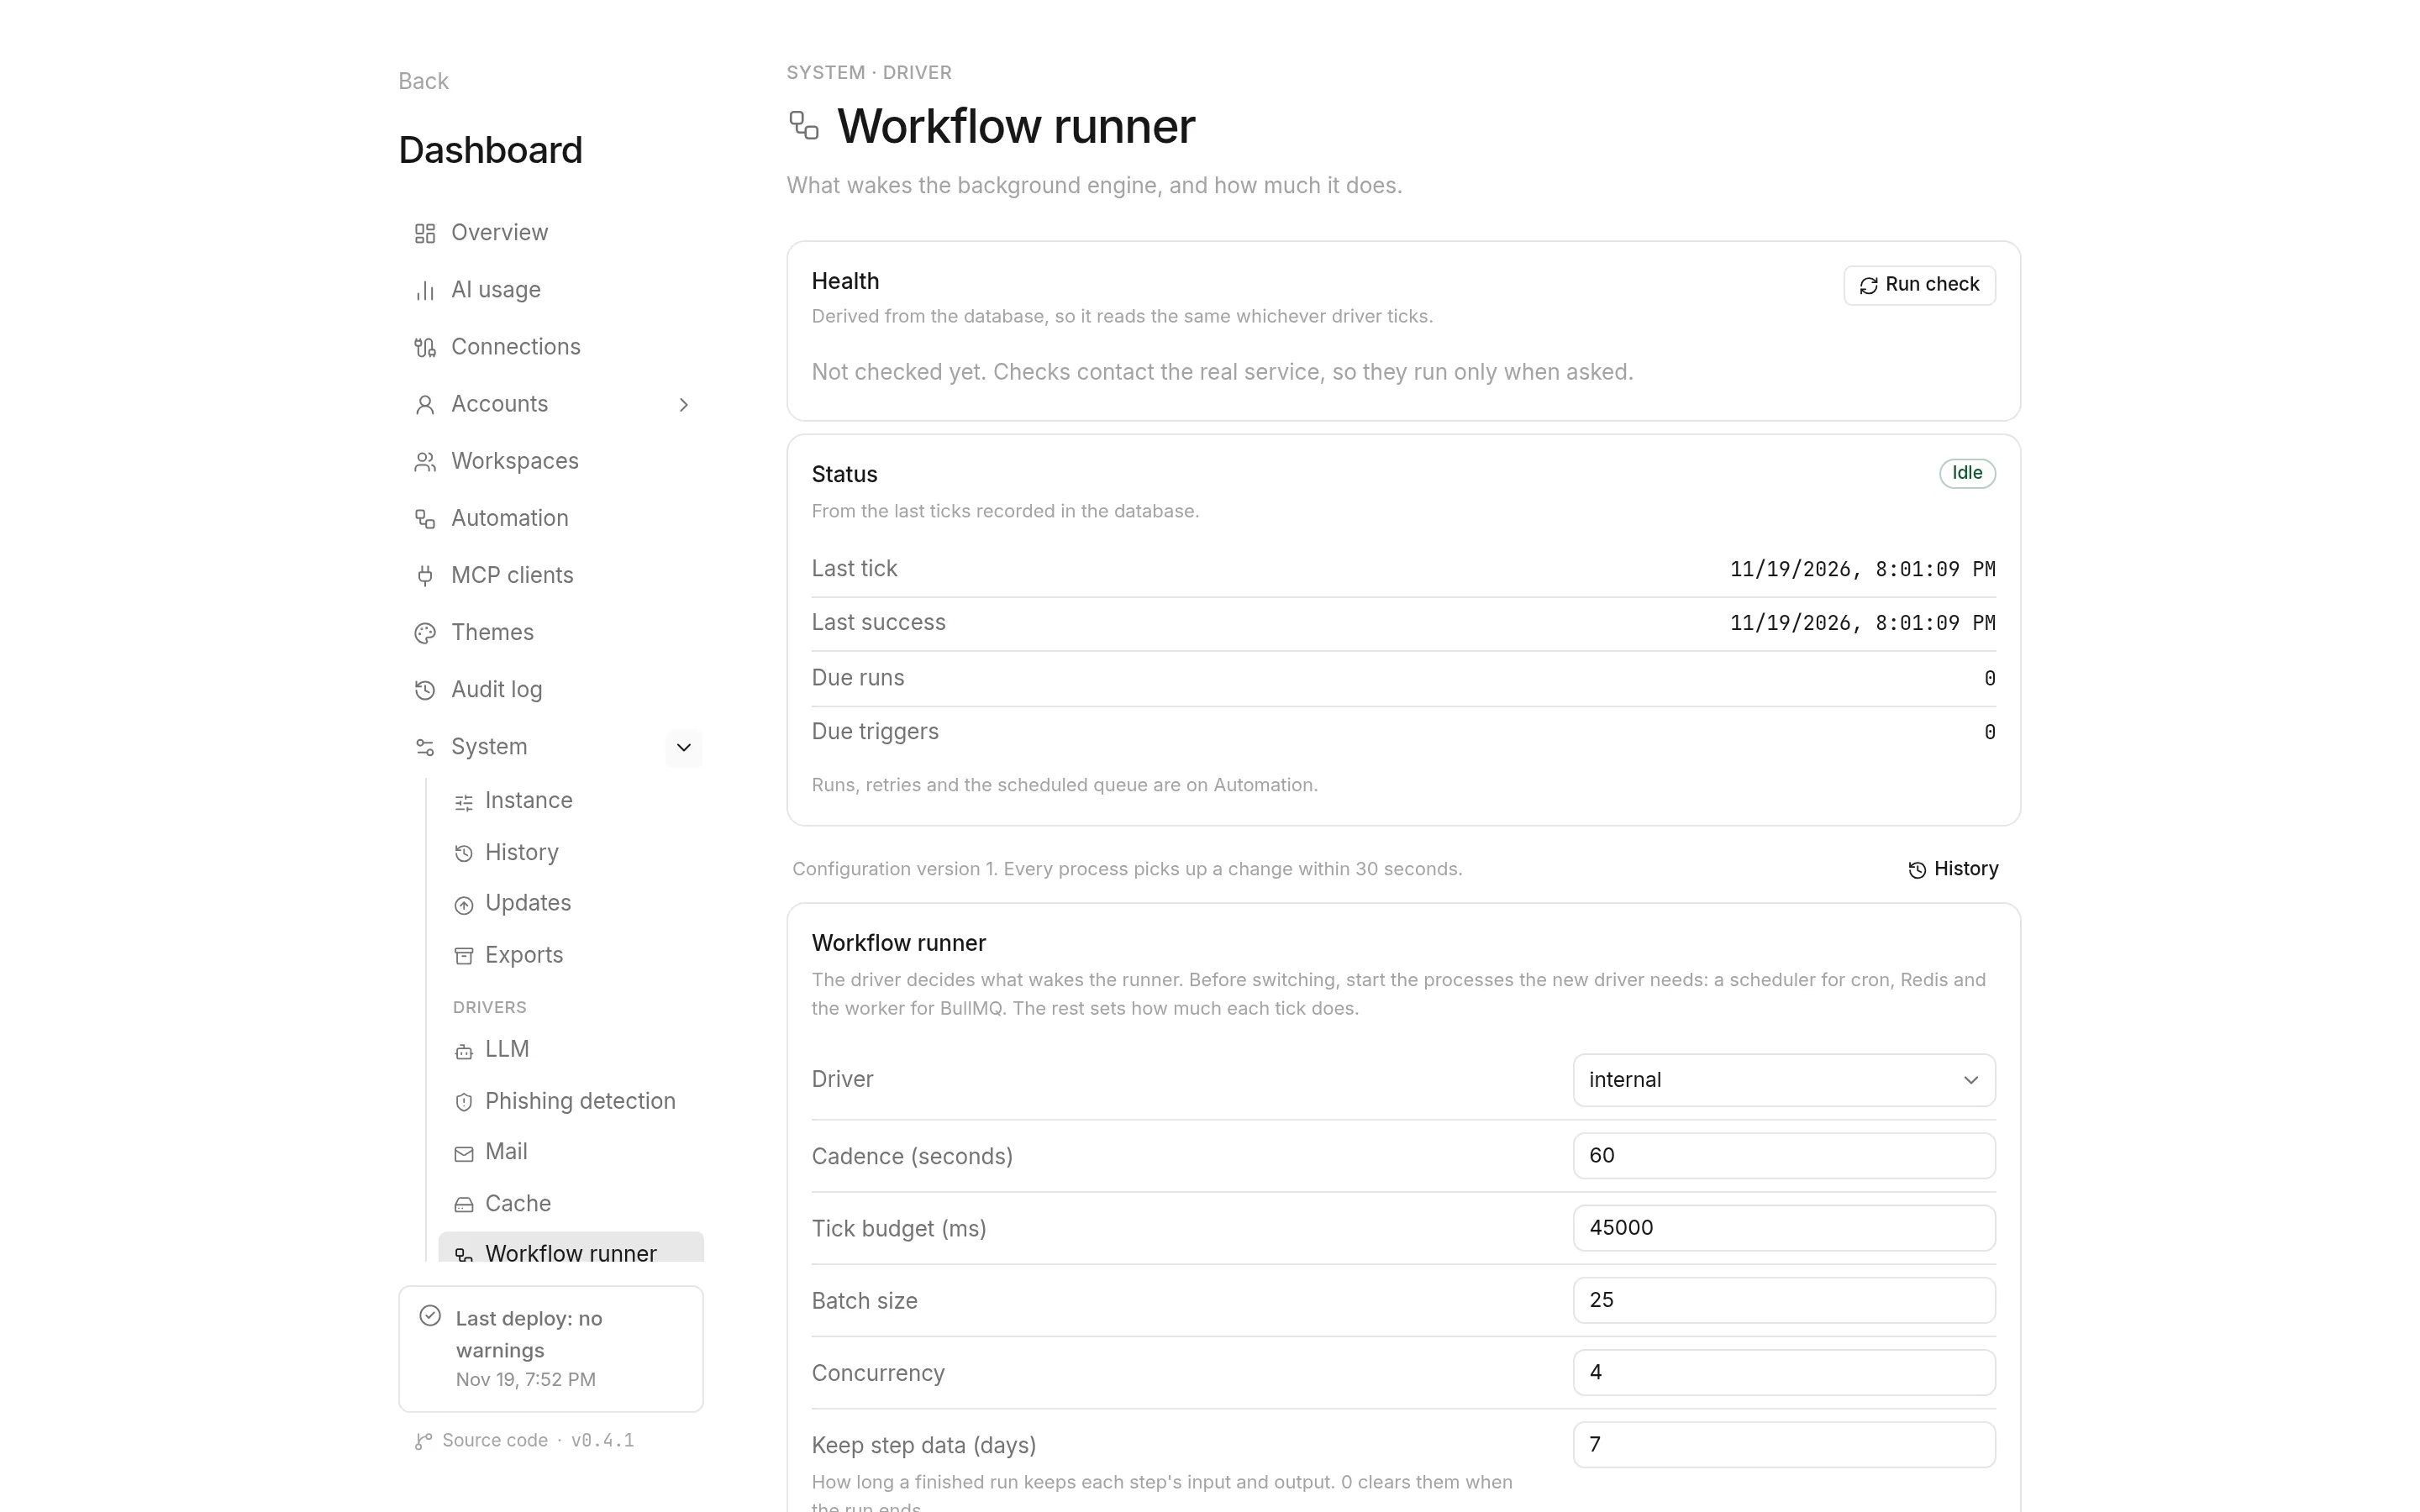 Back
Dashboard
Overview
AI usage
Connections
Accounts
Workspaces
Automation
MCP clients
Themes
Audit log
System
Instance
History
Updates
Exports
DRIVERS
LLM
Phishing detection
Mail
Cache
Workflow runner
Last deploy: no
warnings
Nov 19, 7:52 PM
Source code · v0.4.1
SYSTEM · DRIVER
Workflow runner
What wakes the background engine, and how much it does.
Health
Run check
Derived from the database, so it reads the same whichever driver ticks.
Not checked yet. Checks contact the real service, so they run only when asked.
Status
Idle
From the last ticks recorded in the database.
Last tick 11/19/2026, 8:01:09 PM
Last success 11/19/2026, 8:01:09 PM
Due runs 0
Due triggers 0
Runs, retries and the scheduled queue are on Automation.
Configuration version 1. Every process picks up a change within 30 seconds.
History
Workflow runner
The driver decides what wakes the runner. Before switching, start the processes the new driver needs: a scheduler for cron, Redis and
the worker for BullMQ. The rest sets how much each tick does.
Driver internal
Cadence (seconds) 60
Tick budget (ms) 45000
Batch size 25
Concurrency 4
Keep step data (days) 7
How long a finished run keeps each step's input and output. 0 clears them when
the run ends.